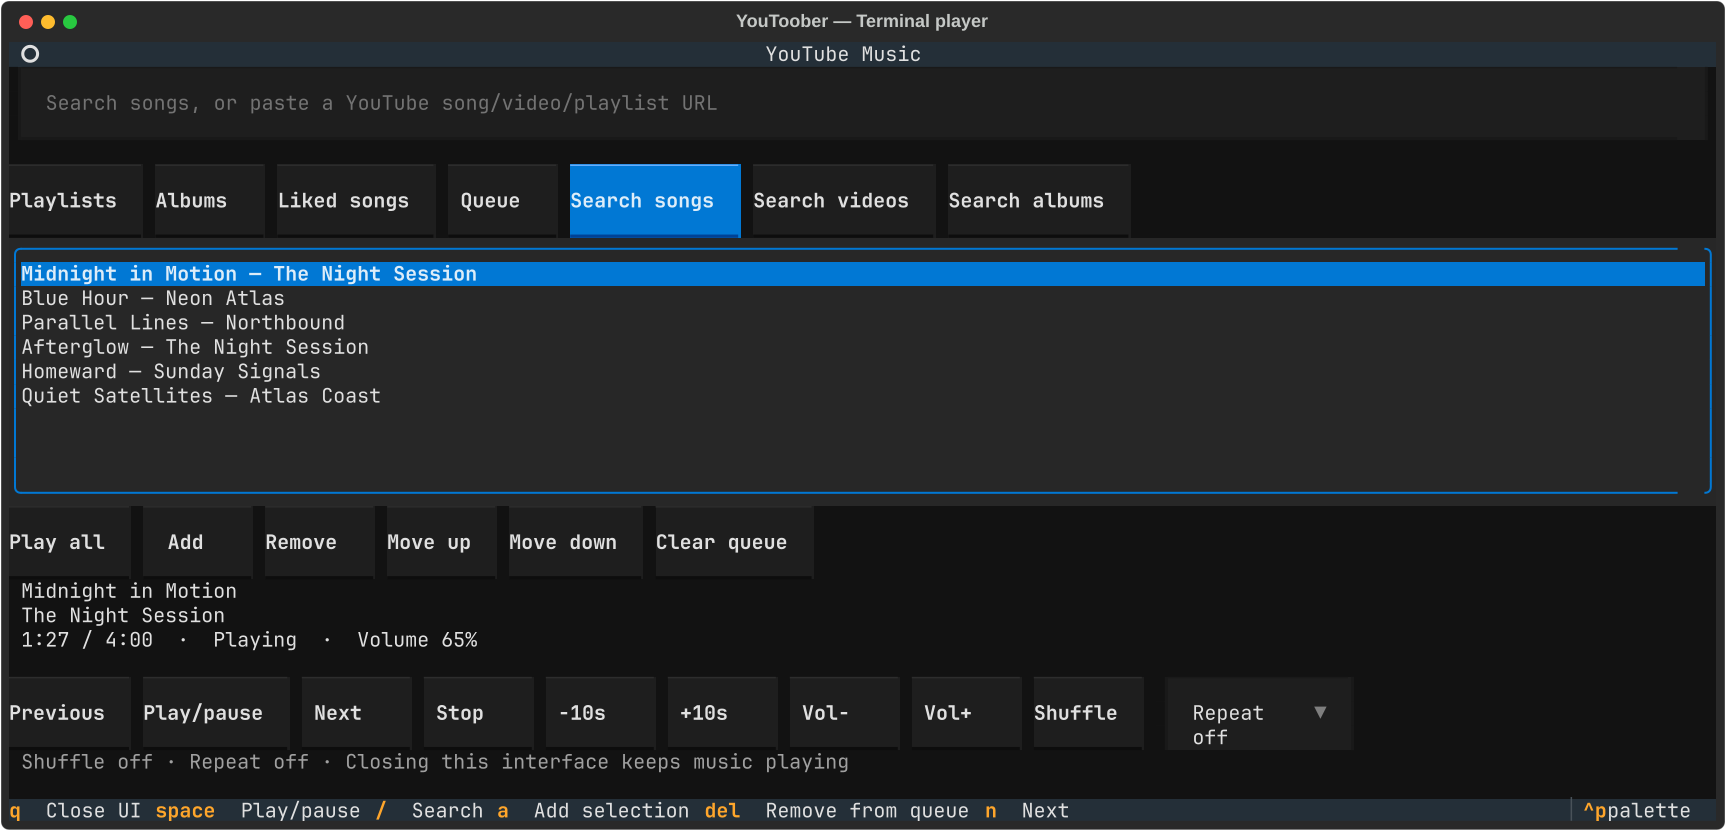 YouToober — Terminal player
YouTube Music
Search songs, or paste a YouTube song/video/playlist URL
Playlists Albums Liked songs Queue Search songs Search videos Search albums
Midnight in Motion — The Night Session
Blue Hour — Neon Atlas
Parallel Lines — Northbound
Afterglow — The Night Session
Homeward — Sunday Signals
Quiet Satellites — Atlas Coast
Play all Add Remove Move up Move down Clear queue
Midnight in Motion
The Night Session
1:27 / 4:00 · Playing · Volume 65%
Previous Play/pause Next Stop -10s +10s Vol- Vol+ Shuffle Repeat ▼
off
Shuffle off · Repeat off · Closing this interface keeps music playing
q Close UI space Play/pause / Search a Add selection del Remove from queue n Next ^ppalette